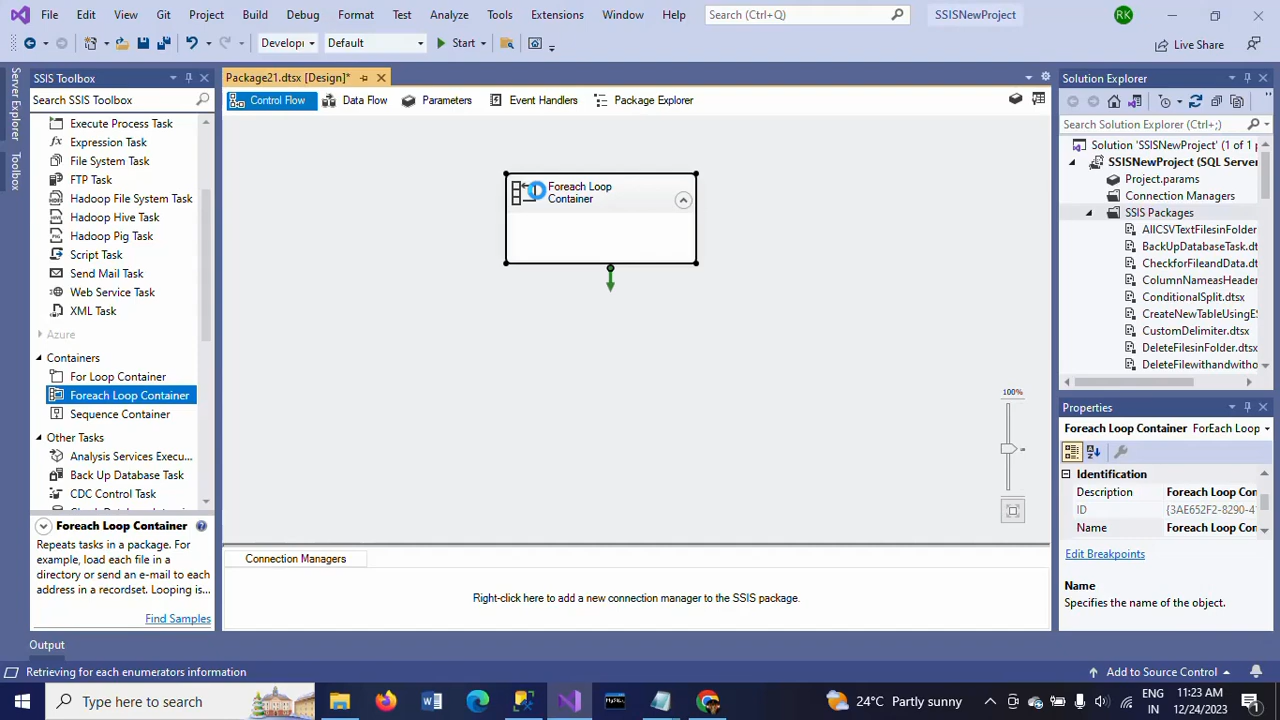 File Edit View Git Project Build Debug Format Test Analyze Tools Extensions Window Help Search (Ctrl+Q) SSISNewProject RK
Developi Default Start Live Share
Server Explorer
Toolbox
SSIS Toolbox
Search SSIS Toolbox
Execute Process Task
Expression Task
File System Task
FTP Task
Hadoop File System Task
Hadoop Hive Task
Hadoop Pig Task
Script Task
Send Mail Task
Web Service Task
XML Task
Azure
Containers
For Loop Container
Foreach Loop Container
Sequence Container
Other Tasks
Analysis Services Execu...
Back Up Database Task
CDC Control Task
Foreach Loop Container
Repeats tasks in a package. For
example, load each file in a
directory or send an e-mail to each
address in a recordset. Looping is...
Find Samples
Package21.dtsx [Design]*
Control Flow Data Flow Parameters Event Handlers Package Explorer
Foreach Loop
Container
100%
Connection Managers
Right-click here to add a new connection manager to the SSIS package.
Solution Explorer
Search Solution Explorer (Ctrl+;)
Solution 'SSISNewProject' (1 of 1 p
SSISNewProject (SQL Server
Project.params
Connection Managers
SSIS Packages
AllCSVTextFilesinFolder.
BackUpDatabaseTask.dt
CheckforFileandData.dt
ColumnNameasHeader
ConditionalSplit.dtsx
CreateNewTableUsingES
CustomDelimiter.dtsx
DeleteFilesinFolder.dtsx
DeleteFilewithandwitho
Properties
Foreach Loop Container ForEach Loop
Identification
Description Foreach Loop Con
ID {3AE652F2-8290-4
Name Foreach Loop Con
Edit Breakpoints
Name
Specifies the name of the object.
Output
Retrieving for each enumerators information Add to Source Control
Type here to search 24°C Partly sunny ENG IN 11:23 AM 12/24/2023 1